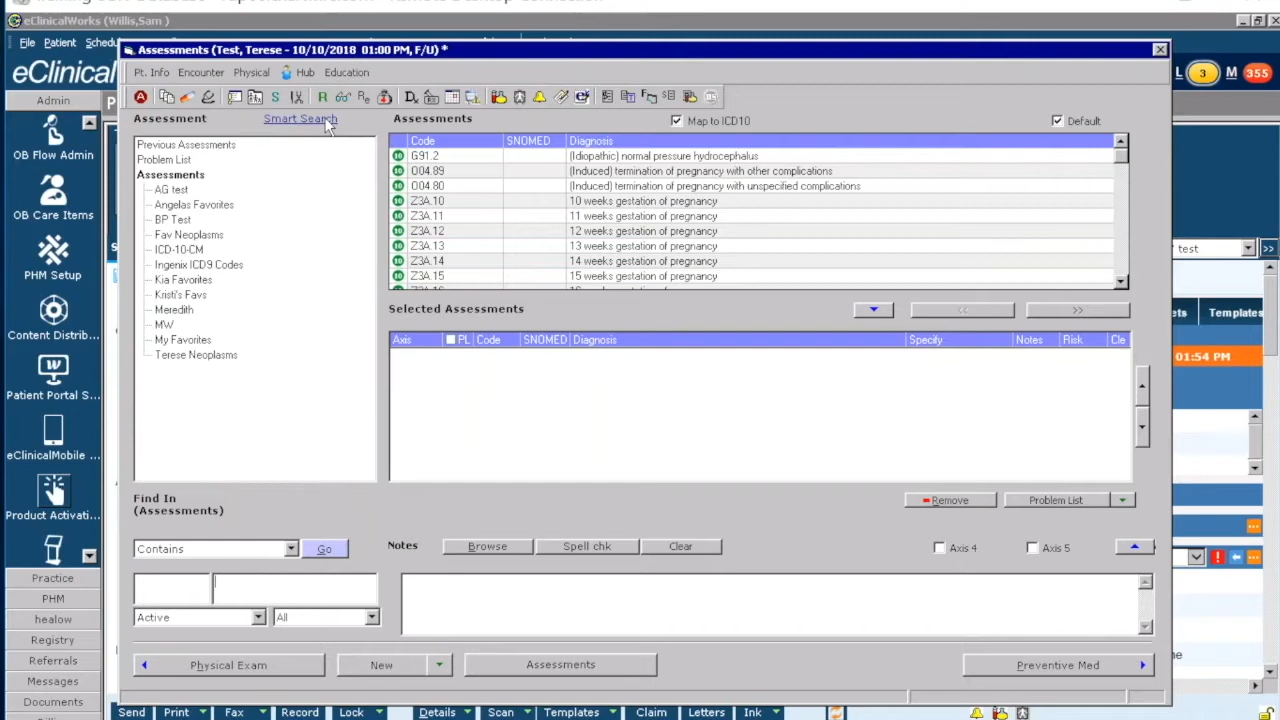 eClinicalWorks (Willis,Sam )
File Patient Schedu
Assessments (Test, Terese - 10/10/2018 01:00 PM, F/U) *
eClinical
L 3 M 355
Pt. Info Encounter Physical Hub Education
Admin
Assessment Smart Search
Assessments Map to ICD10 Default
Code SNOMED Diagnosis
G91.2 (Idiopathic) normal pressure hydrocephalus
O04.89 (Induced) termination of pregnancy with other complications
O04.80 (Induced) termination of pregnancy with unspecified complications
Z3A.10 10 weeks gestation of pregnancy
Z3A.11 11 weeks gestation of pregnancy
Z3A.12 12 weeks gestation of pregnancy
Z3A.13 13 weeks gestation of pregnancy
Z3A.14 14 weeks gestation of pregnancy
Z3A.15 15 weeks gestation of pregnancy
Previous Assessments
Problem List
Assessments
AG test
Angelas Favorites
BP Test
Fav Neoplasms
ICD-10-CM
Ingenix ICD9 Codes
Kia Favorites
Kristi's Favs
Meredith
MW
My Favorites
Terese Neoplasms
OB Flow Admin
OB Care Items
PHM Setup
Content Distrib...
Patient Portal S...
eClinicalMobile ...
Product Activati...
Practice
PHM
healow
Registry
Referrals
Messages
Documents
Selected Assessments << >>
Axis PL Code SNOMED Diagnosis Specify Notes Risk Cle
Remove Problem List
Find In
(Assessments)
Contains Go
Active All
Notes Browse Spell chk Clear Axis 4 Axis 5
Physical Exam New Assessments Preventive Med
test >>
ets Templates
01:54 PM
Send Print Fax Record Lock Details Scan Templates Claim Letters Ink